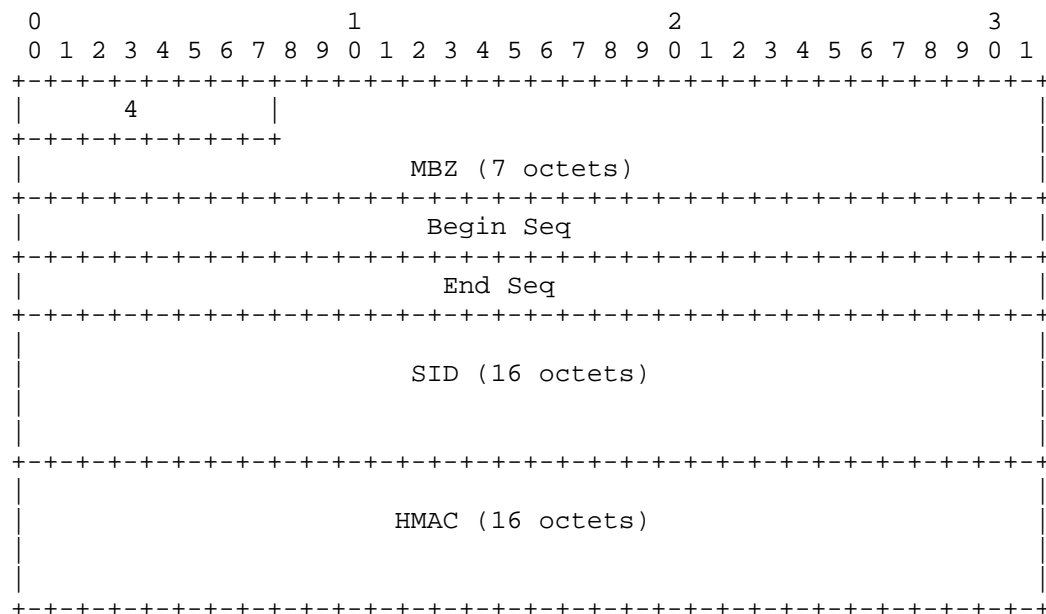 0                   1                   2                   3
0 1 2 3 4 5 6 7 8 9 0 1 2 3 4 5 6 7 8 9 0 1 2 3 4 5 6 7 8 9 0 1
4
MBZ (7 octets)
Begin Seq
End Seq
SID (16 octets)
HMAC (16 octets)